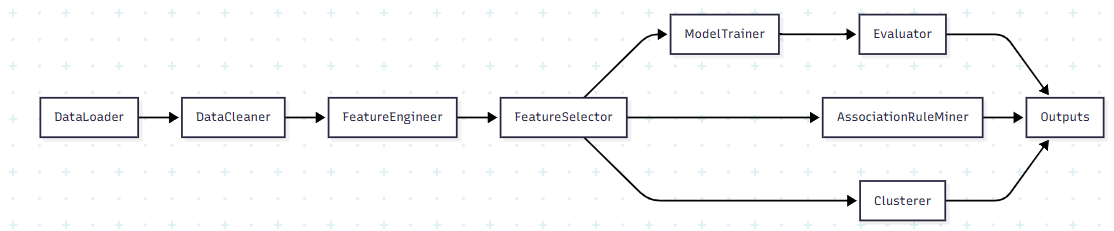 ModelTrainer
Evaluator
DataLoader
DataCleaner
FeatureEngineer
FeatureSelector
AssociationRuleMiner
Outputs
Clusterer